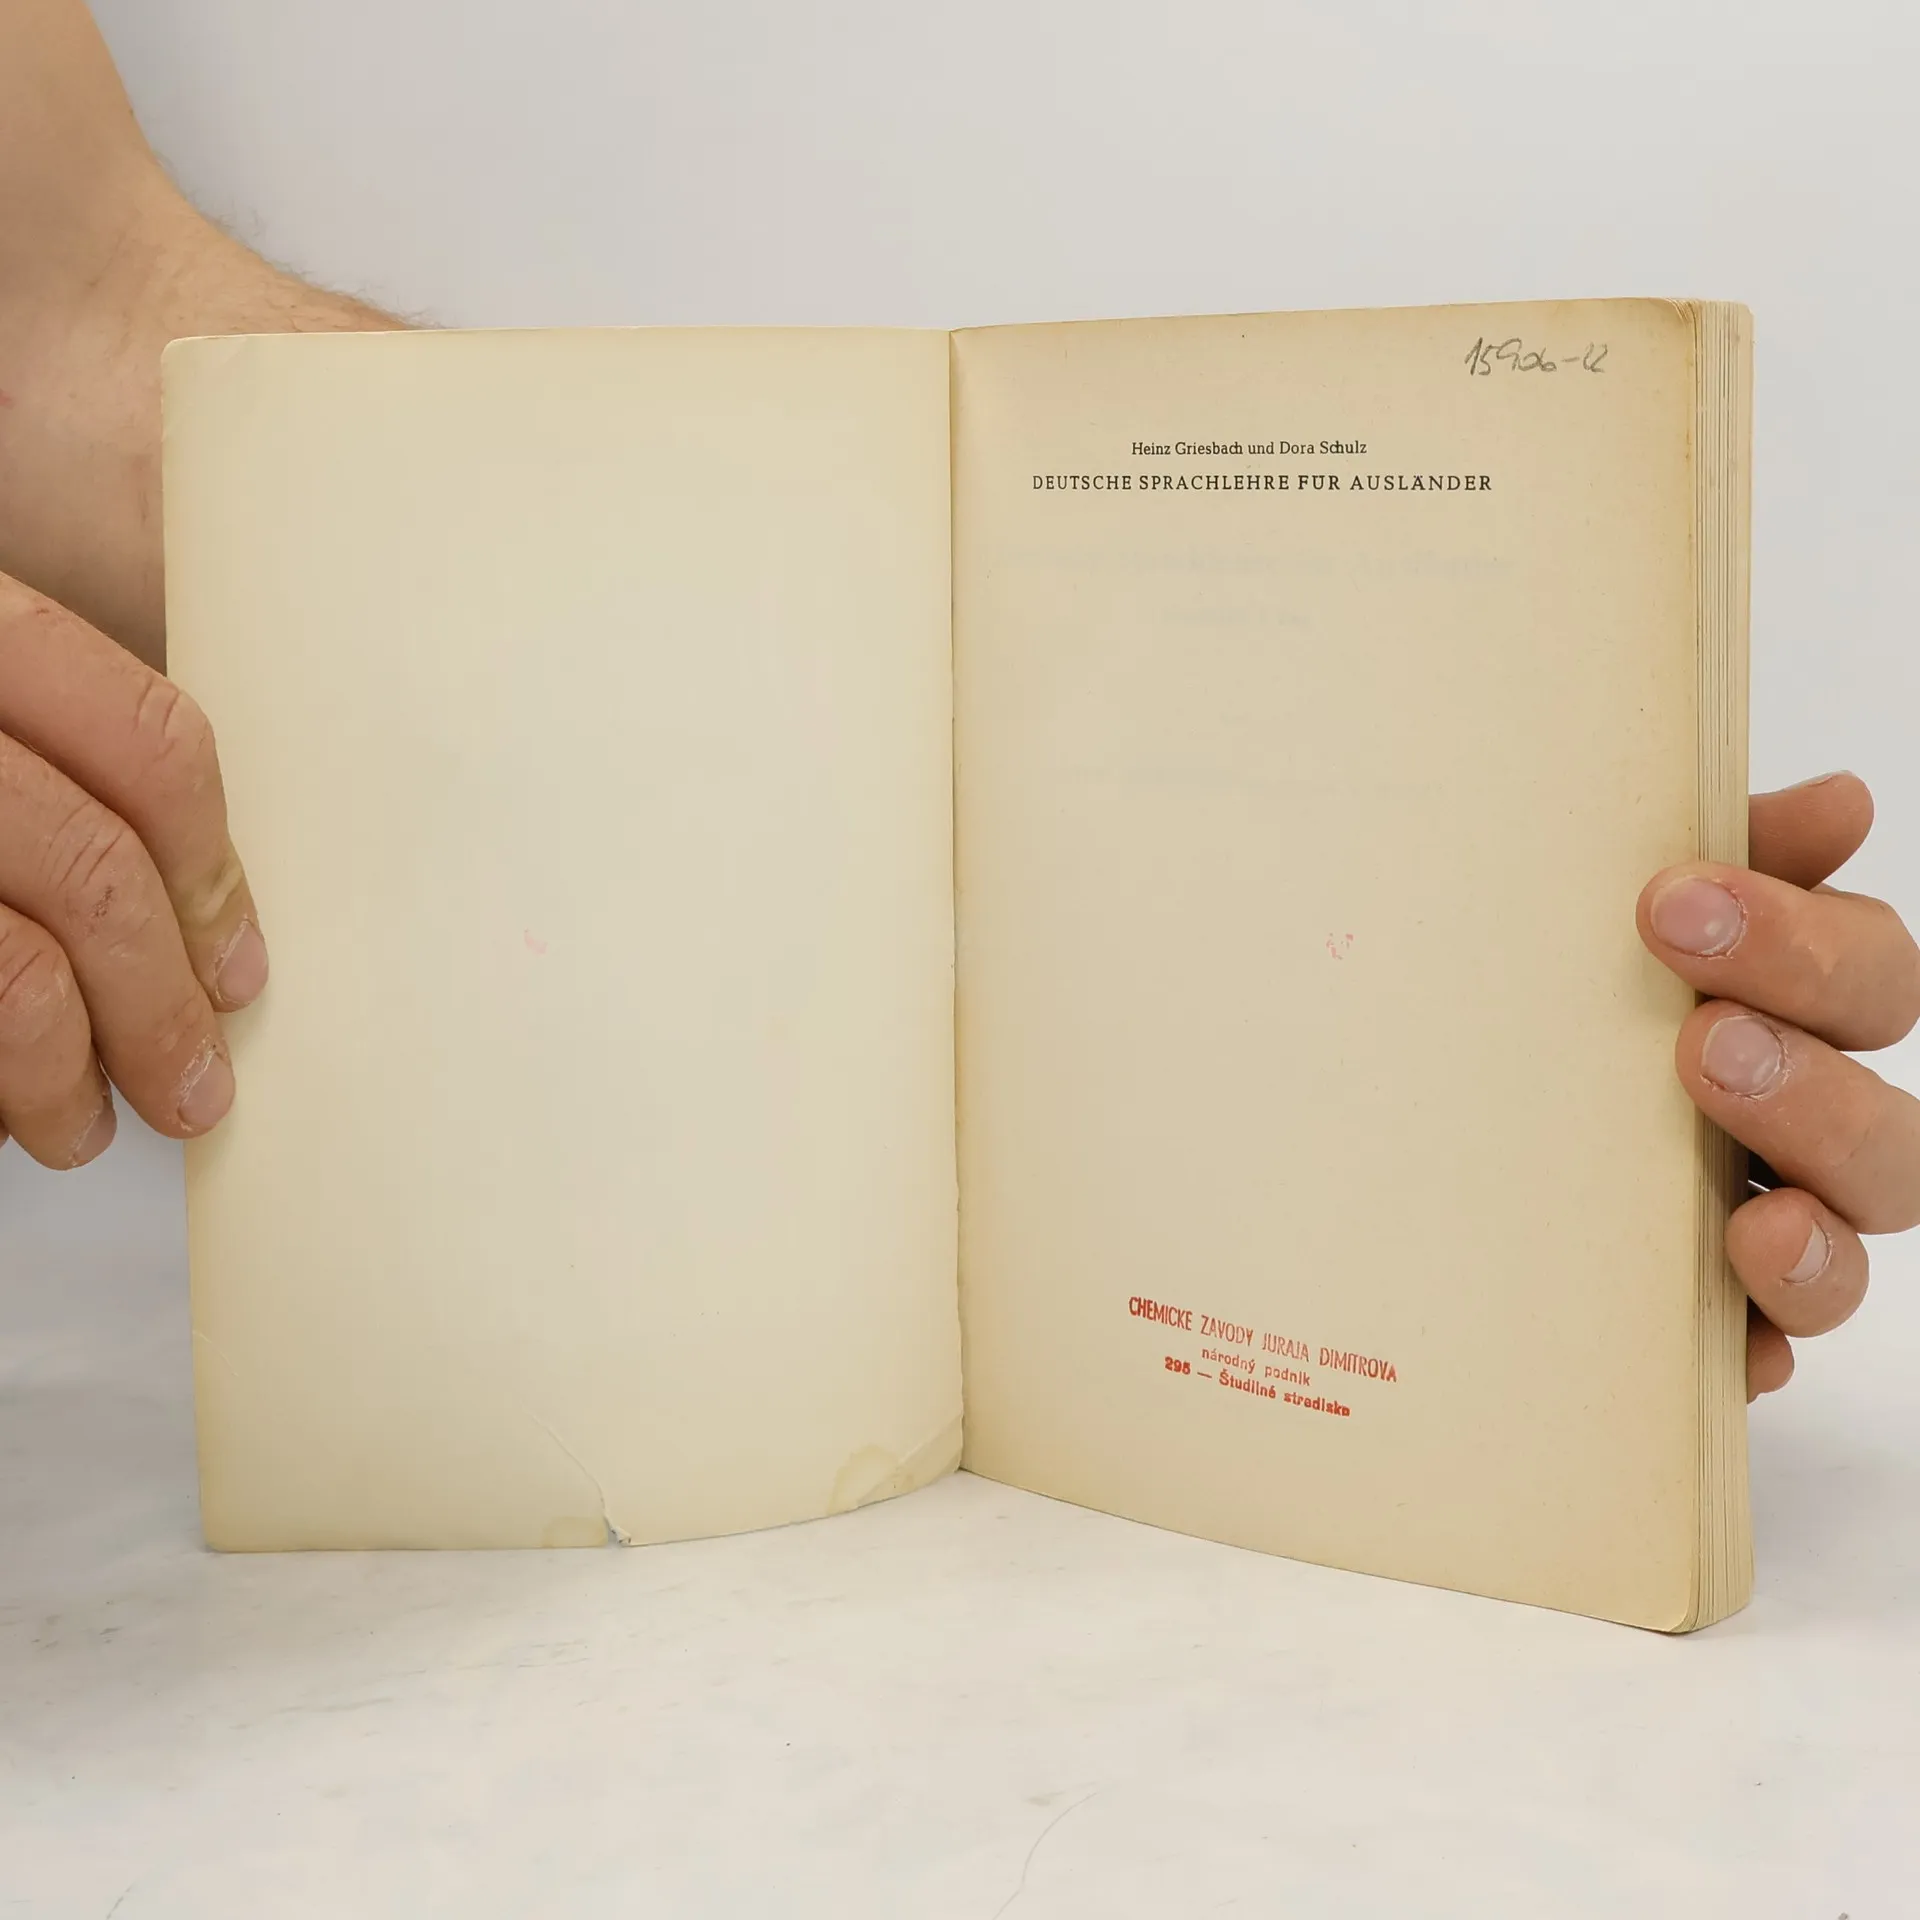 15906-22
Heinz Griesbach und Dora Schulz
DEUTSCHE SPRACHLEHRE FÜR AUSLÄNDER
CHEMICKE ZAVODY JURAJA DIMITROVA
národný podnik
295 — Študijné stredisko